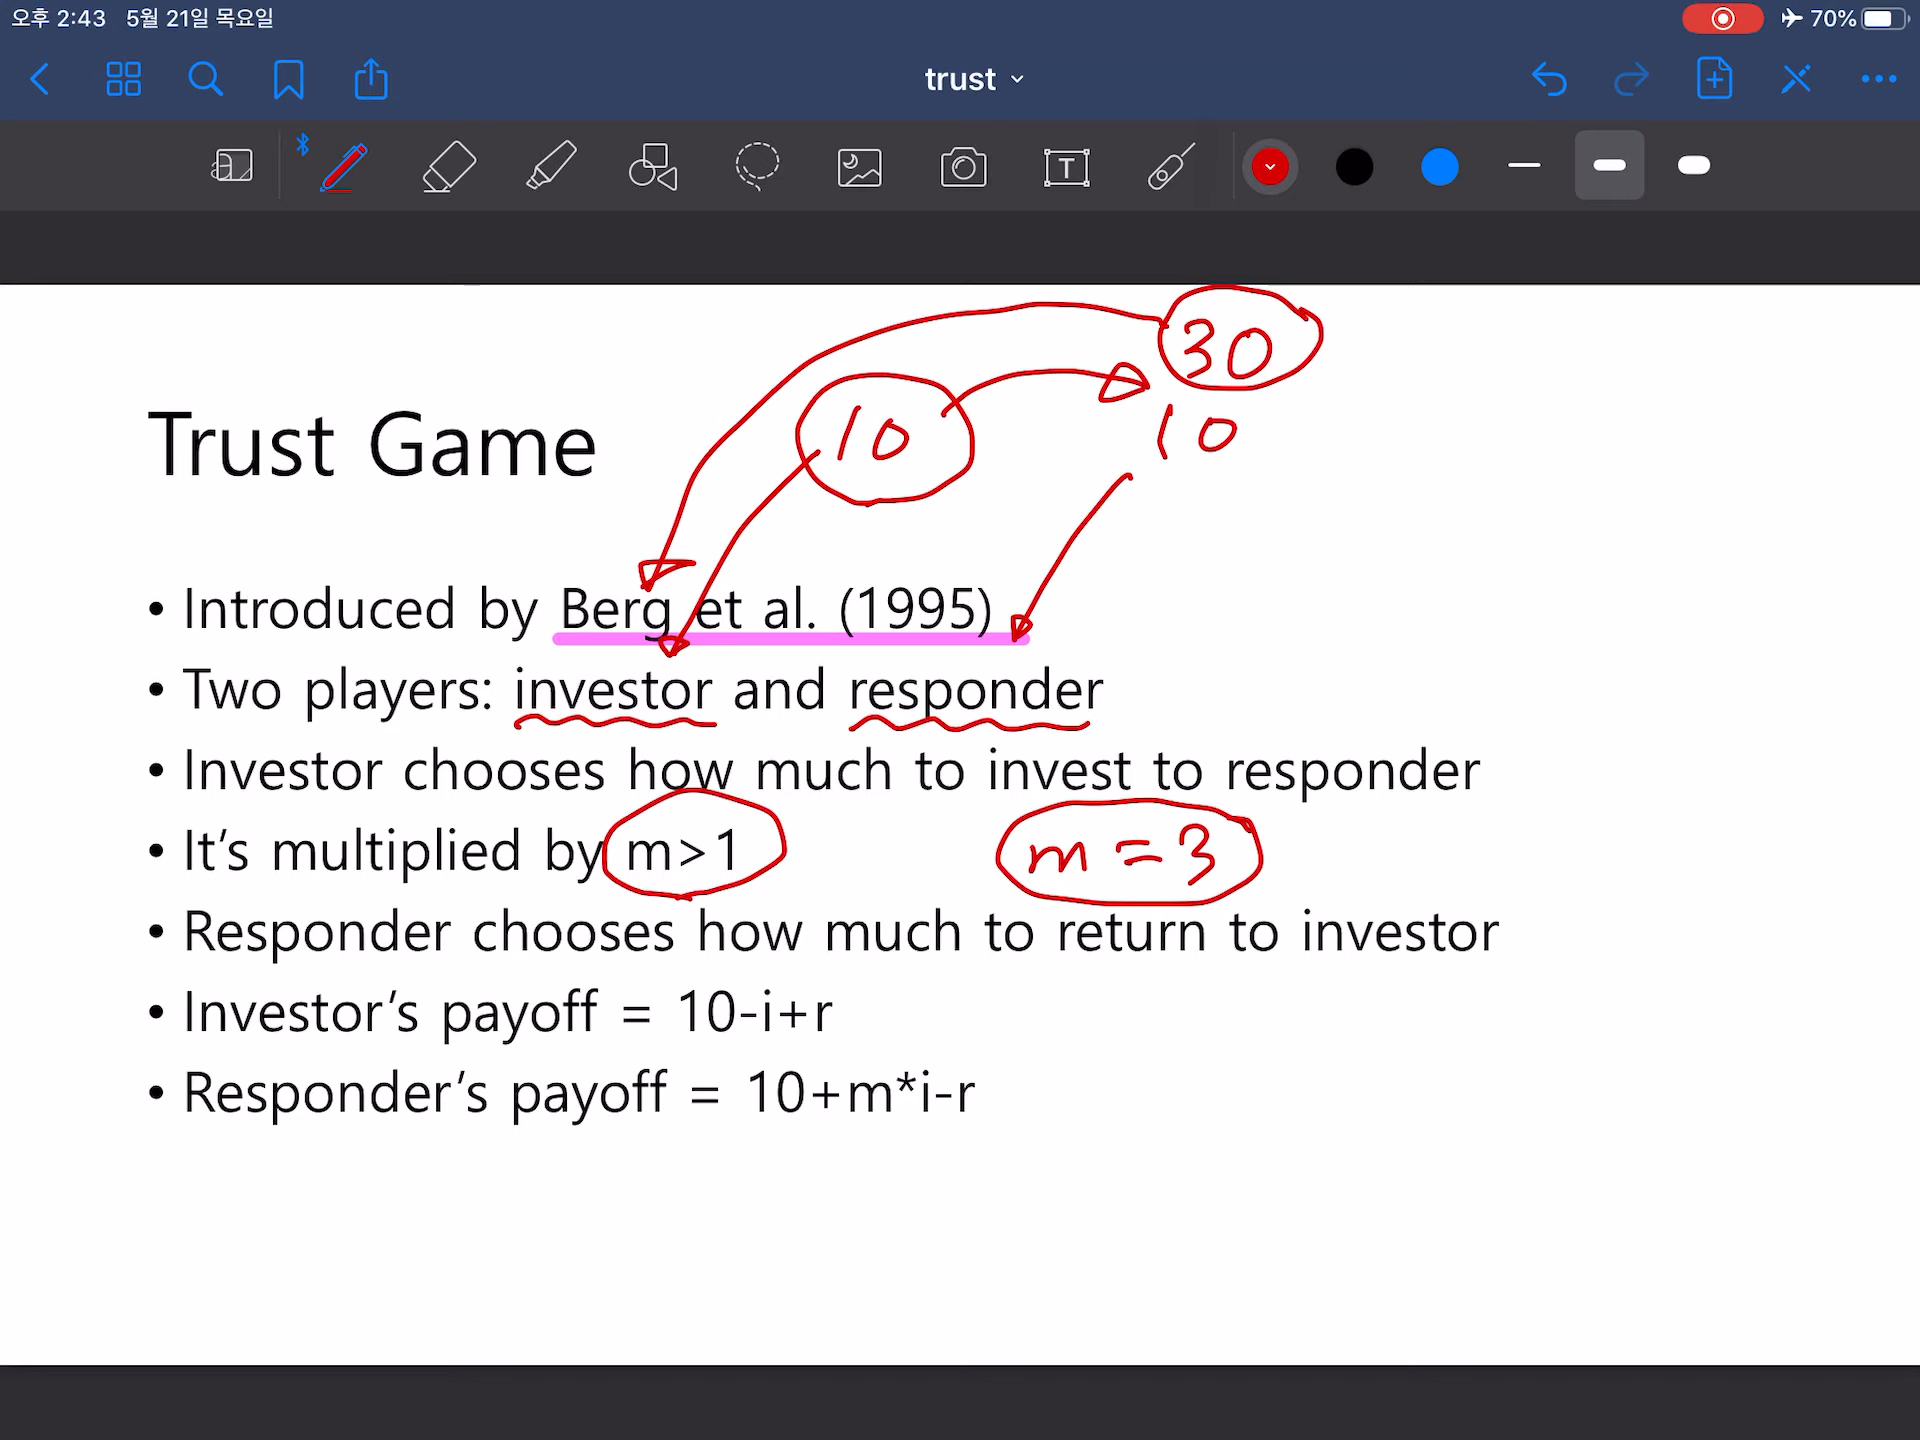 오후 2:43 5월 21일 목요일
70%
trust
30
10
10
Trust Game
• Introduced by Berg et al. (1995)
• Two players: investor and responder
• Investor chooses how much to invest to responder
• It’s multiplied by m>1 m = 3
• Responder chooses how much to return to investor
• Investor’s payoff = 10-i+r
• Responder’s payoff = 10+m*i-r